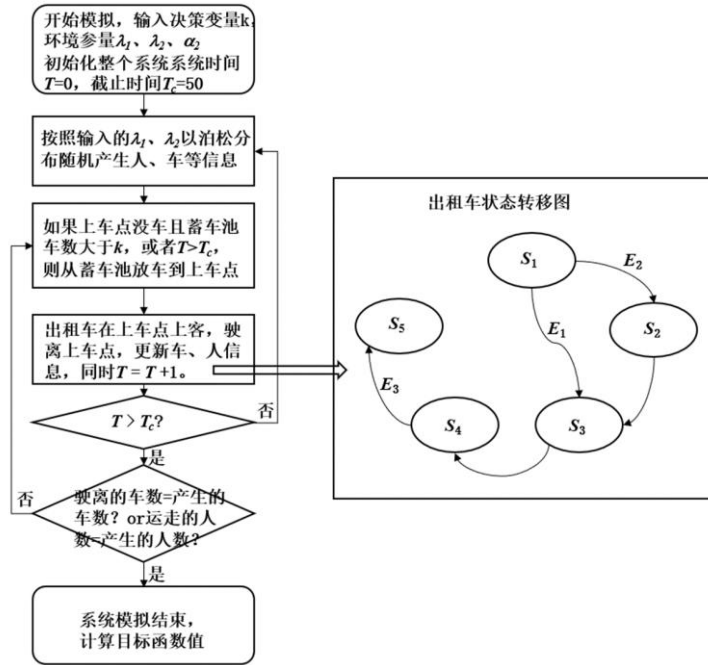 开始模拟，输入决策变量k，
环境参量λ₁、λ₂、α₂
初始化整个系统系统时间
T=0，截止时间T_c=50
按照输入的λ₁、λ₂以泊松分
布随机产生人、车等信息
如果上车点没车且蓄车池
车数大于k，或者T>T_c，
则从蓄车池放车到上车点
出租车在上车点上客，驶
离上车点，更新车、人信
息，同时T = T +1。
T > T_c?
否
是
驶离的车数=产生的
车数？or运走的人
数=产生的人数？
否
是
系统模拟结束，
计算目标函数值
出租车状态转移图
S₁
E₂
S₅
E₁
S₂
E₃
S₄
S₃